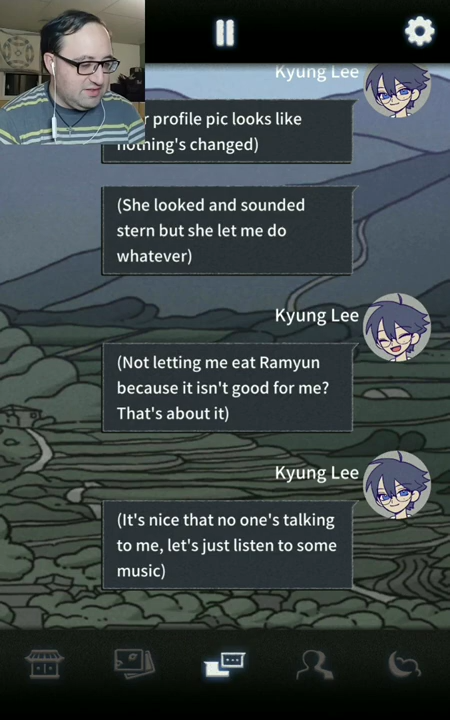 Kyung Lee
profile pic looks like
nothing's changed)
(She looked and sounded
stern but she let me do
whatever)
Kyung Lee
(Not letting me eat Ramyun
because it isn't good for me?
That's about it)
Kyung Lee
(It's nice that no one's talking
to me, let's just listen to some
music)